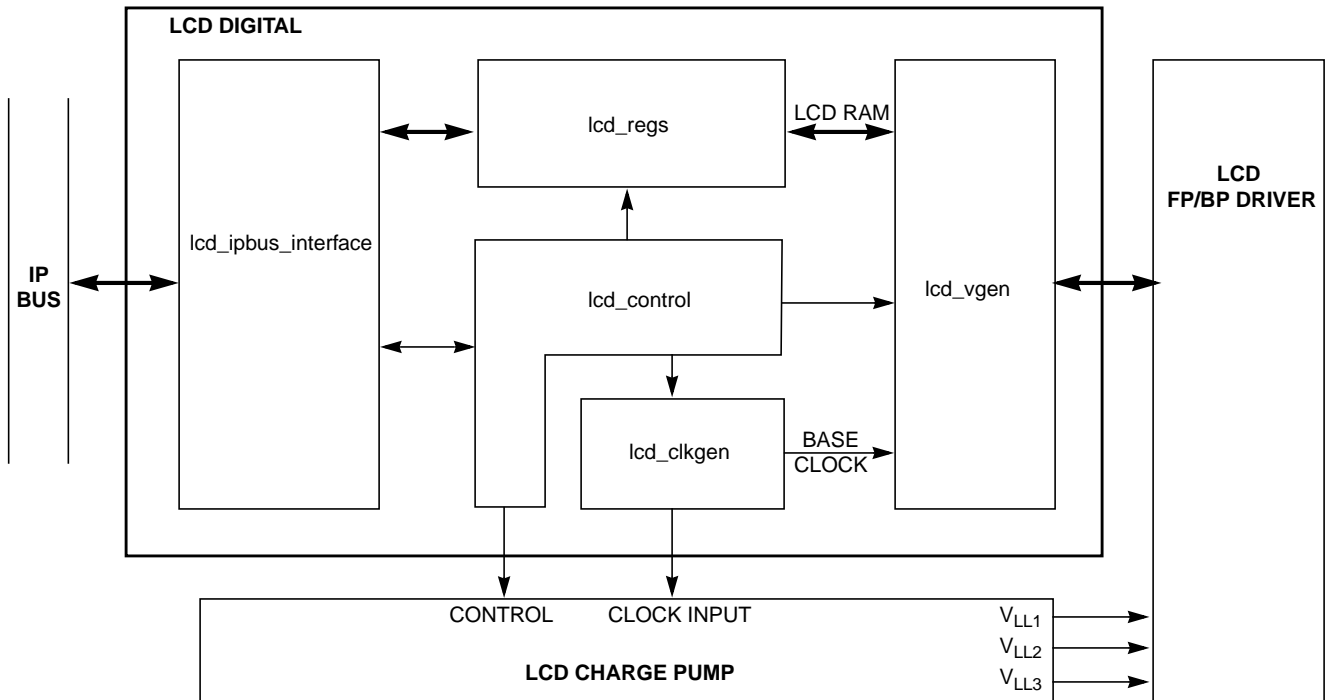 LCD DIGITAL
lcd_regs
LCD RAM
LCD
FP/BP DRIVER
lcd_ipbus_interface
IP
BUS
lcd_control
lcd_vgen
lcd_clkgen
BASE
CLOCK
CONTROL
CLOCK INPUT
VLL1
VLL2
VLL3
LCD CHARGE PUMP